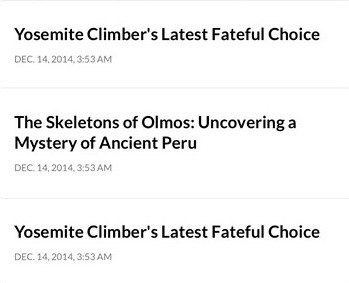 Yosemite Climber's Latest Fateful Choice
DEC. 14, 2014, 3:53 AM
The Skeletons of Olmos: Uncovering a
Mystery of Ancient Peru
DEC. 14, 2014, 3:53 AM
Yosemite Climber's Latest Fateful Choice
DEC. 14, 2014, 3:53 AM